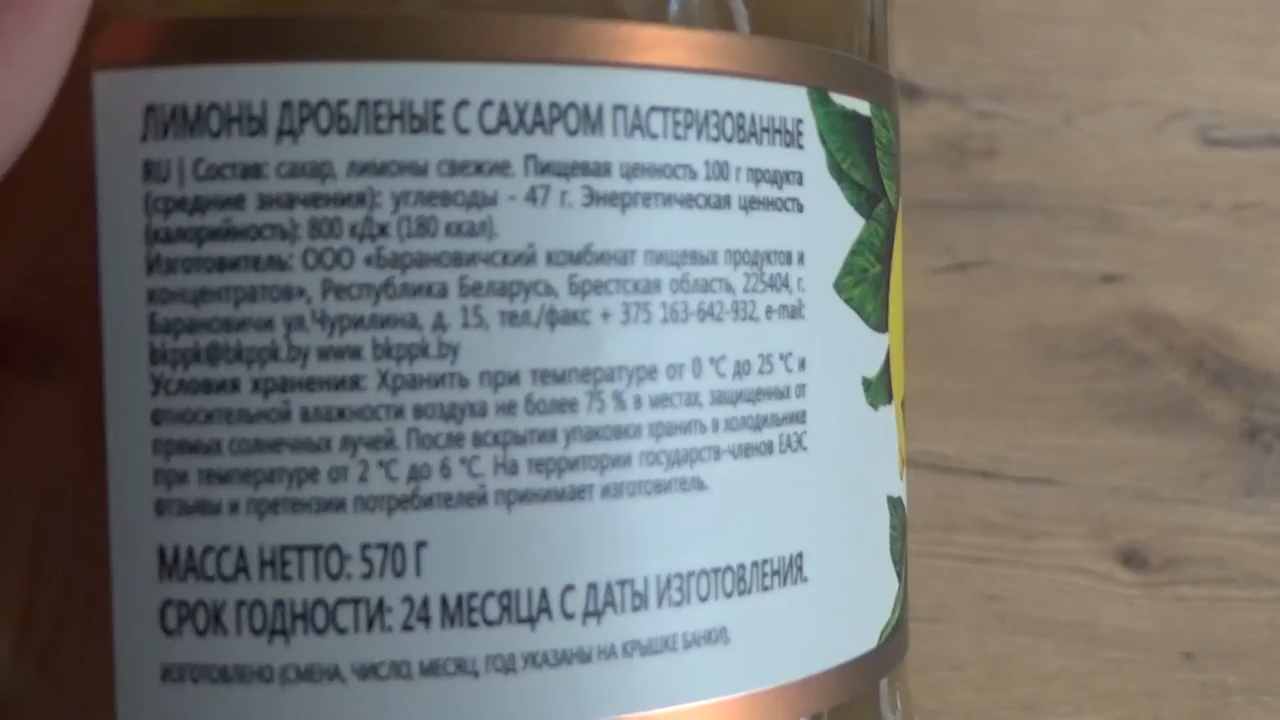 ЛИМОНЫ ДРОБЛЕНЫЕ С САХАРОМ ПАСТЕРИЗОВАННЫЕ
RU | Состав: сахар, лимоны свежие. Пищевая ценность 100 г продукта
(средние значения): углеводы - 47 г. Энергетическая ценность
(калорийность): 800 кДж (180 ккал).
Изготовитель: ООО «Барановичский комбинат пищевых продуктов и
концентратов», Республика Беларусь, Брестская область, 225404, г.
Барановичи ул.Чурилина, д. 15, тел./факс + 375 163-642-932, e-mail:
bkppk@bkppk.by www. bkppk.by
Условия хранения: Хранить при температуре от 0 °С до 25 °С и
относительной влажности воздуха не более 75 % в местах, защищенных от
прямых солнечных лучей. После вскрытия упаковки хранить в холодильнике
при температуре от 2 °С до 6 °С. На территории государств-членов ЕАЭС
отзывы и претензии потребителей принимает изготовитель.
МАССА НЕТТО: 570 Г
СРОК ГОДНОСТИ: 24 МЕСЯЦА С ДАТЫ ИЗГОТОВЛЕНИЯ.
ИЗГОТОВЛЕНО (СМЕНА, ЧИСЛО, МЕСЯЦ, ГОД УКАЗАНЫ НА КРЫШКЕ БАНКИ).